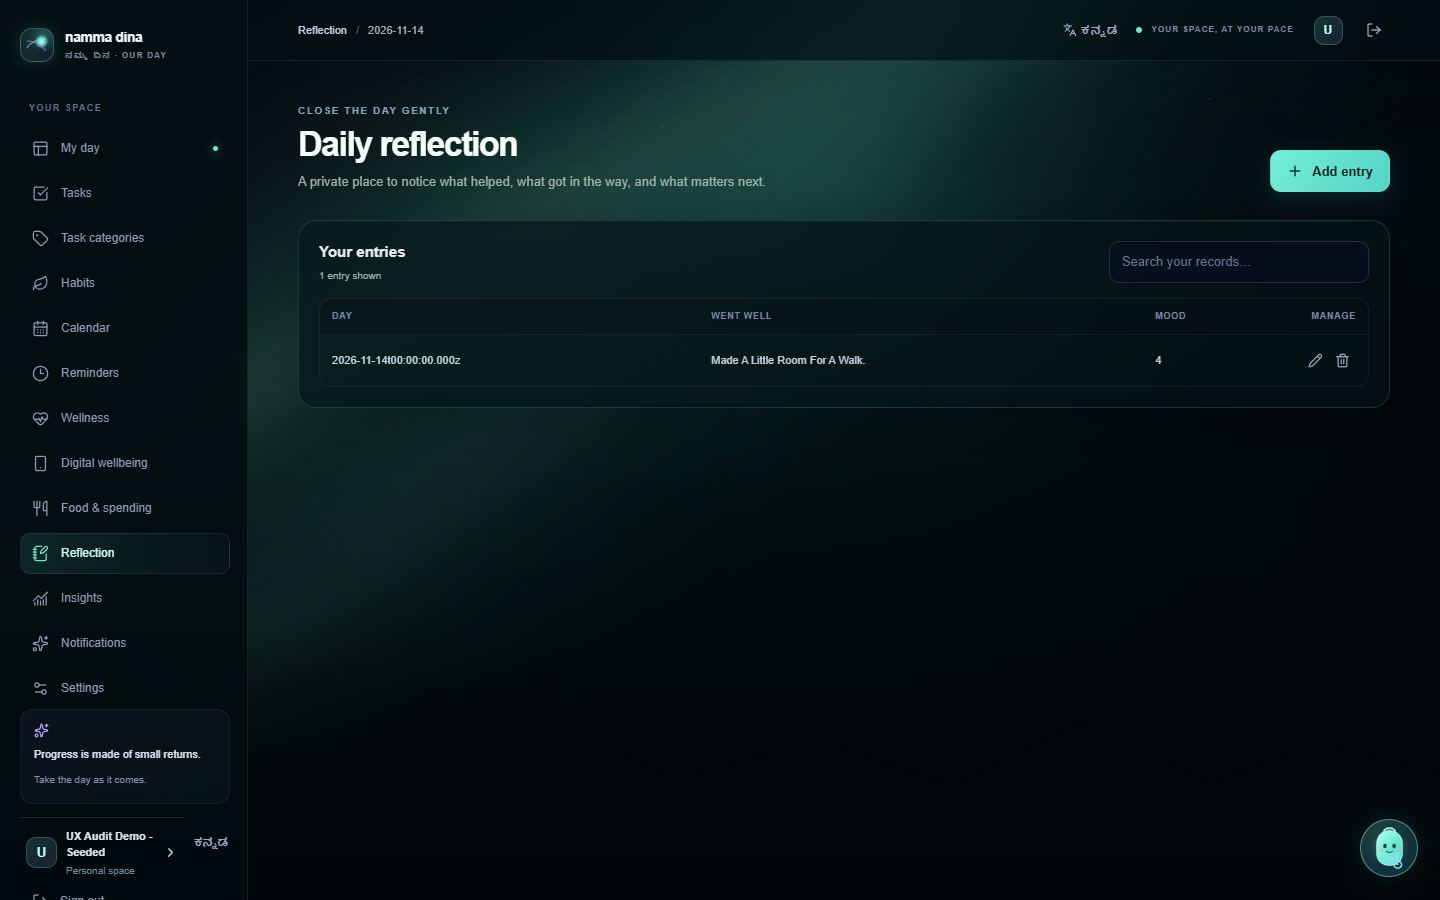 namma dina
ನಮ್ಮ ದಿನ · OUR DAY
YOUR SPACE
My day
Tasks
Task categories
Habits
Calendar
Reminders
Wellness
Digital wellbeing
Food & spending
Reflection
Insights
Notifications
Settings
Progress is made of small returns.
Take the day as it comes.
U
UX Audit Demo -
Seeded
Personal space
ಕನ್ನಡ
Sign out
Reflection / 2026-11-14
ಕನ್ನಡ
YOUR SPACE, AT YOUR PACE
U
CLOSE THE DAY GENTLY
Daily reflection
A private place to notice what helped, what got in the way, and what matters next.
+ Add entry
Your entries
1 entry shown
Search your records...
DAY WENT WELL MOOD MANAGE
2026-11-14t00:00:00.000z Made A Little Room For A Walk. 4